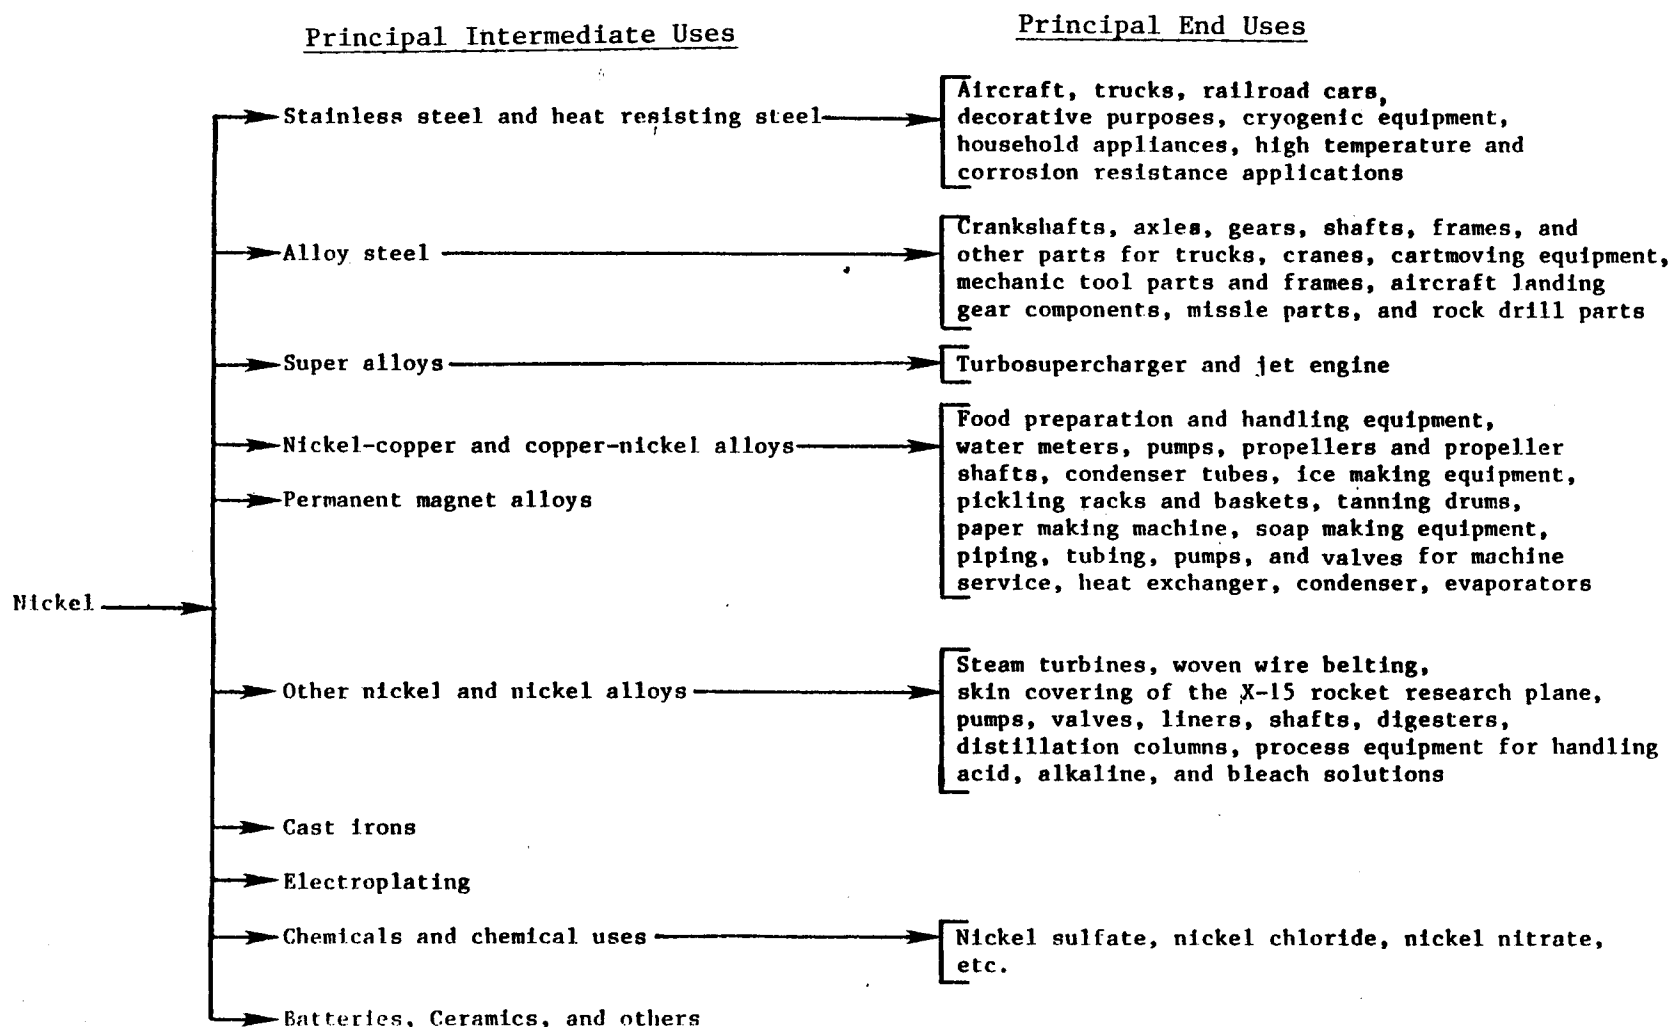 Principal Intermediate Uses
Principal End Uses
Stainless steel and heat resisting steel
Aircraft, trucks, railroad cars,
decorative purposes, cryogenic equipment,
household appliances, high temperature and
corrosion resistance applications
Alloy steel
Crankshafts, axles, gears, shafts, frames, and
other parts for trucks, cranes, cartmoving equipment,
mechanic tool parts and frames, aircraft landing
gear components, missle parts, and rock drill parts
Super alloys
Turbosupercharger and jet engine
Nickel-copper and copper-nickel alloys
Food preparation and handling equipment,
water meters, pumps, propellers and propeller
shafts, condenser tubes, ice making equipment,
pickling racks and baskets, tanning drums,
paper making machine, soap making equipment,
piping, tubing, pumps, and valves for machine
service, heat exchanger, condenser, evaporators
Permanent magnet alloys
Nickel
Other nickel and nickel alloys
Steam turbines, woven wire belting,
skin covering of the X-15 rocket research plane,
pumps, valves, liners, shafts, digesters,
distillation columns, process equipment for handling
acid, alkaline, and bleach solutions
Cast irons
Electroplating
Chemicals and chemical uses
Nickel sulfate, nickel chloride, nickel nitrate,
etc.
Batteries, Ceramics, and others